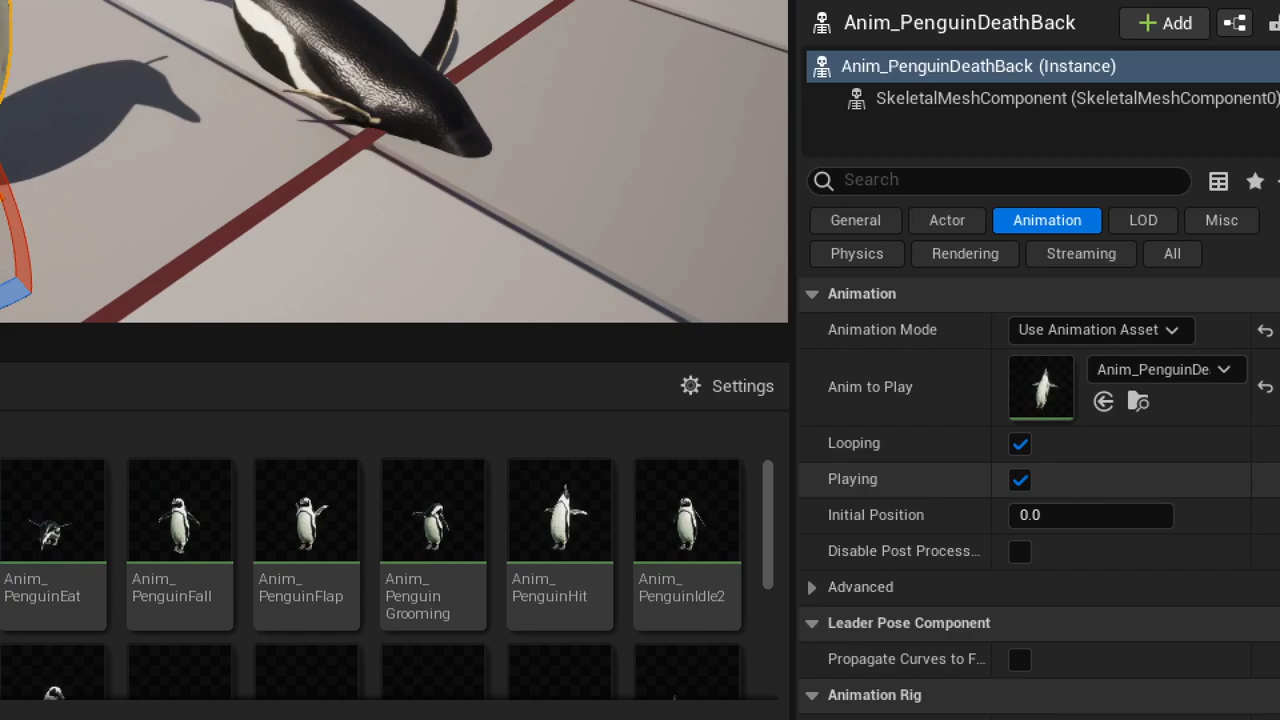 Anim_PenguinDeathBack
Add
Anim_PenguinDeathBack (Instance)
SkeletalMeshComponent (SkeletalMeshComponent0)
Search
General
Actor
Animation
LOD
Misc
Physics
Rendering
Streaming
All
Animation
Animation Mode
Use Animation Asset
Anim to Play
Anim_PenguinDe
Looping
Playing
Initial Position
0.0
Disable Post Process...
Advanced
Leader Pose Component
Propagate Curves to F...
Animation Rig
Settings
Anim_
PenguinEat
Anim_
PenguinFall
Anim_
PenguinFlap
Anim_
Penguin
Grooming
Anim_
PenguinHit
Anim_
PenguinIdle2